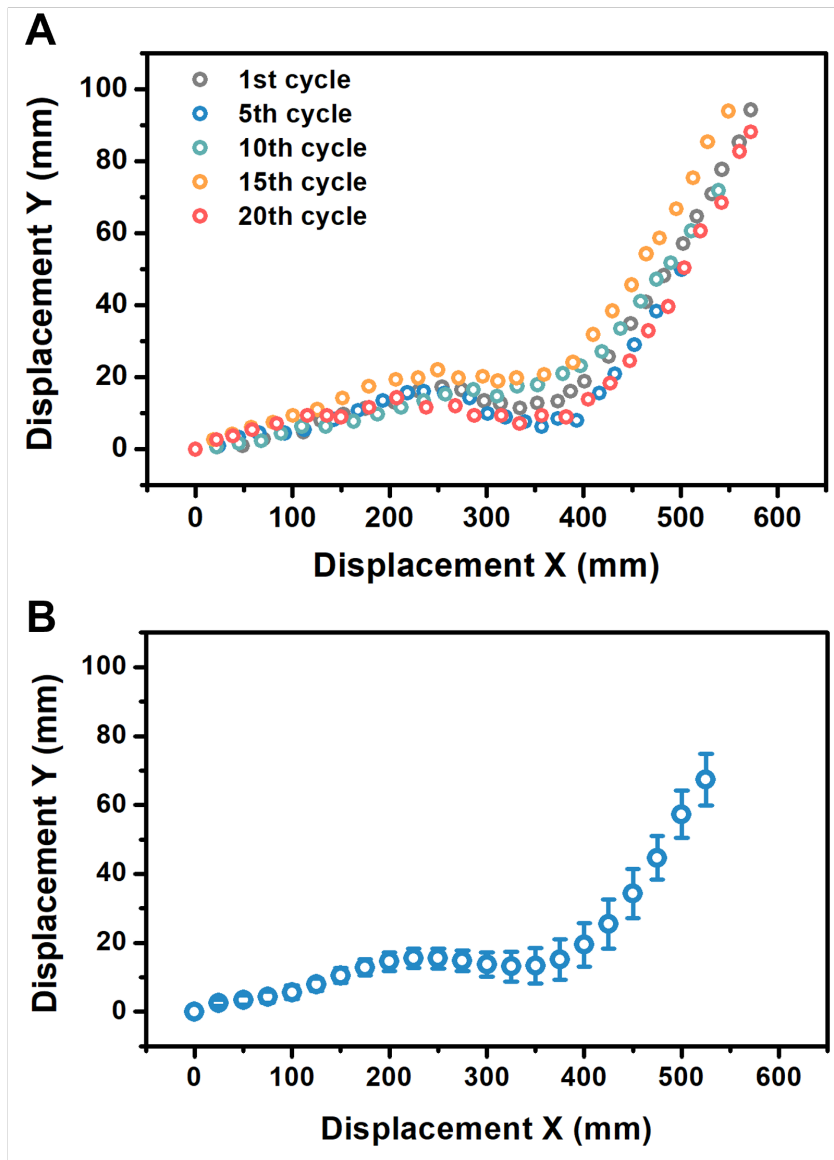 A
Displacement Y (mm)
100
80
60
40
20
0
1st cycle
5th cycle
10th cycle
15th cycle
20th cycle
0 100 200 300 400 500 600
Displacement X (mm)
B
Displacement Y (mm)
100
80
60
40
20
0
0 100 200 300 400 500 600
Displacement X (mm)